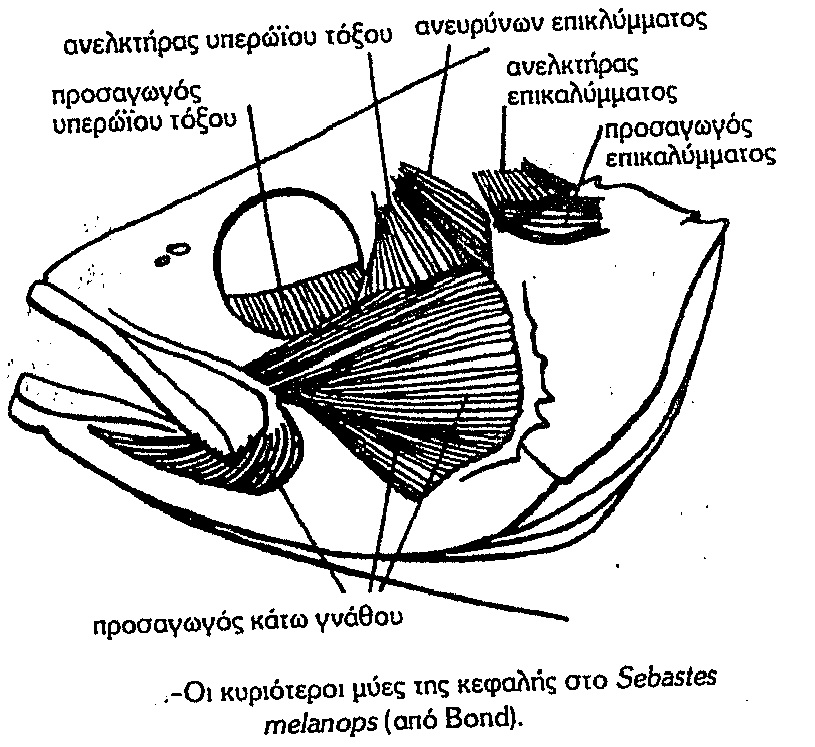 ανελκτήρας υπερώϊου τόξου
ανευρύνων επικλύμματος
προσαγωγός
υπερώϊου τόξου
ανελκτήρας
επικαλύμματος
προσαγωγός
επικαλύμματος
προσαγωγός κάτω γνάθου
.–Οι κυριότεροι μύες της κεφαλής στο Sebastes
melanops (από Bond).